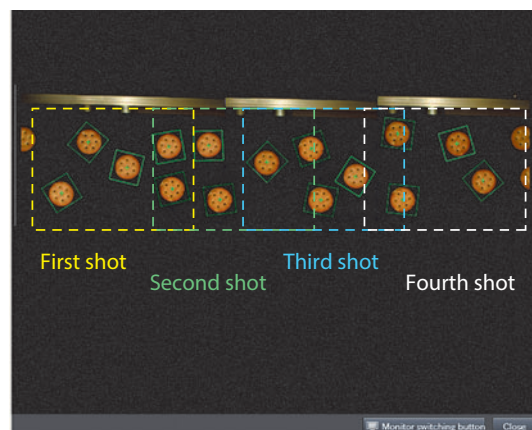 First shot
Third shot
Second shot
Fourth shot
Monitor switching button
Close